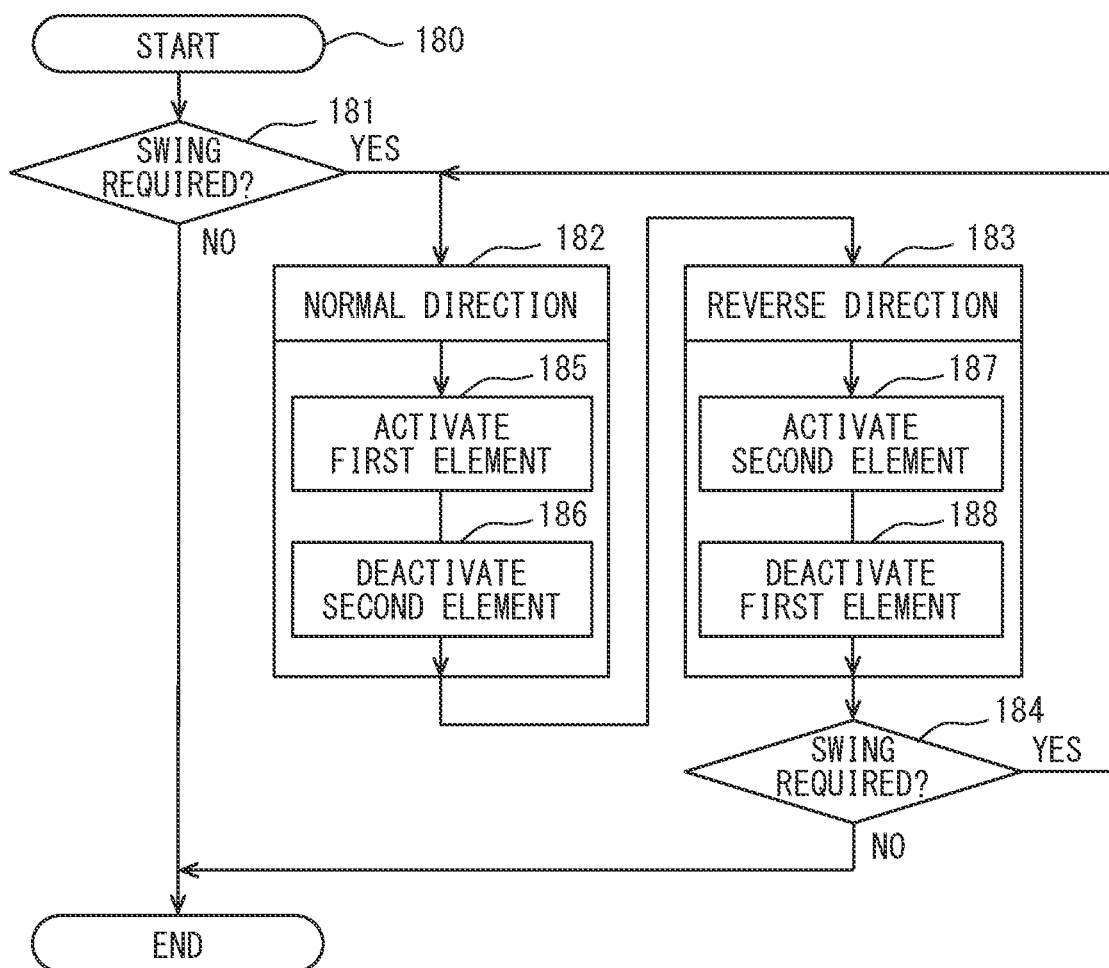 START
180
181
SWING
REQUIRED?
YES
NO
182
NORMAL DIRECTION
185
ACTIVATE
FIRST ELEMENT
186
DEACTIVATE
SECOND ELEMENT
183
REVERSE DIRECTION
187
ACTIVATE
SECOND ELEMENT
188
DEACTIVATE
FIRST ELEMENT
184
SWING
REQUIRED?
YES
NO
END